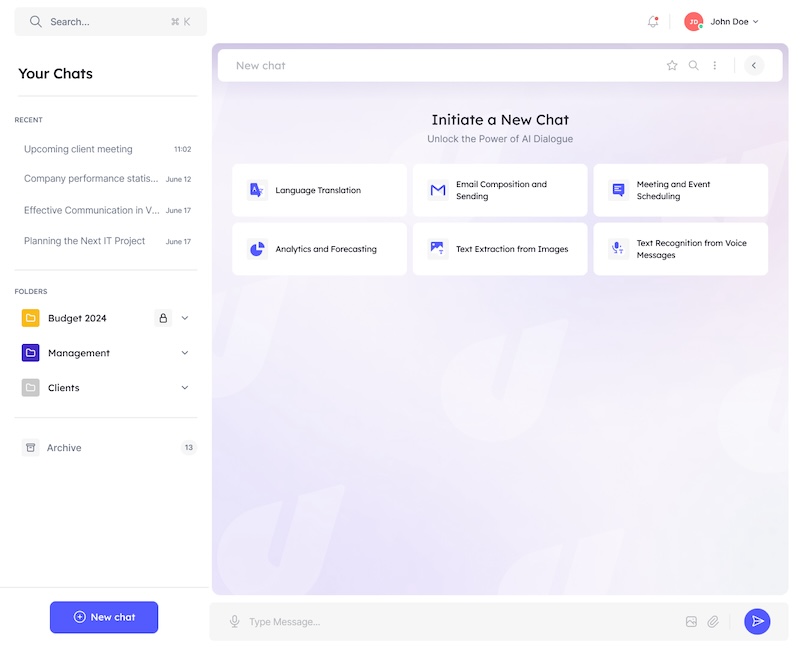 Search...
⌘ K
JD
John Doe
Your Chats
RECENT
Upcoming client meeting
11:02
Company performance statis...
June 12
Effective Communication in V...
June 17
Planning the Next IT Project
June 17
FOLDERS
Budget 2024
Management
Clients
Archive
13
New chat
New chat
Initiate a New Chat
Unlock the Power of AI Dialogue
Language Translation
Email Composition and
Sending
Meeting and Event
Scheduling
Analytics and Forecasting
Text Extraction from Images
Text Recognition from Voice
Messages
Type Message...